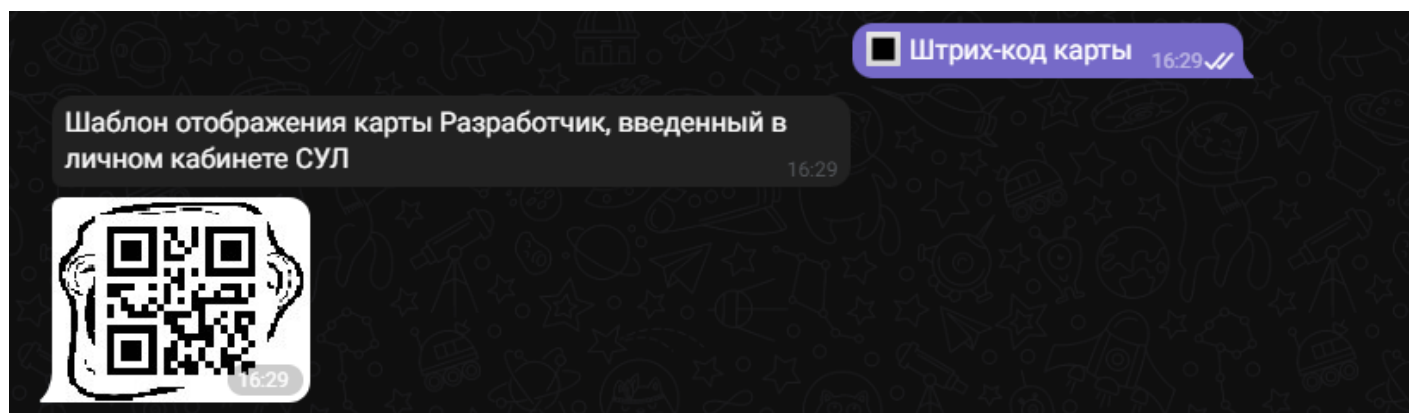 Штрих-код карты 16:29
Шаблон отображения карты Разработчик, введенный в
личном кабинете СУЛ
16:29
16:29